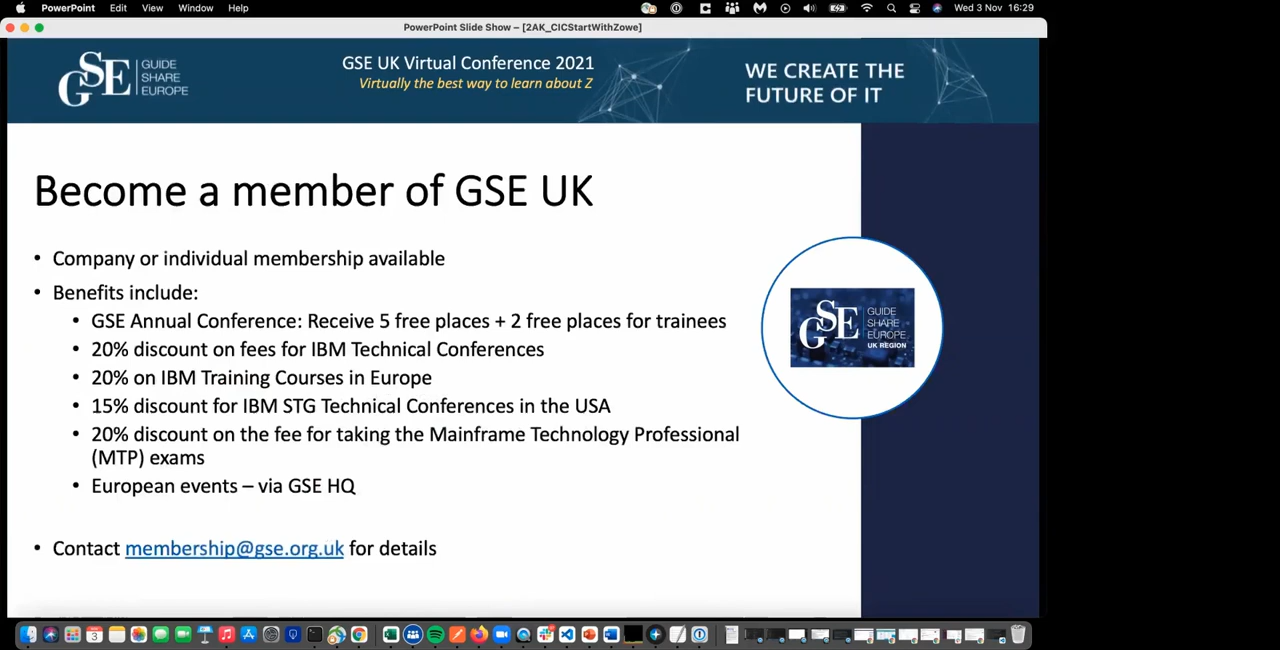 PowerPoint Edit View Window Help Wed 3 Nov 16:29
PowerPoint Slide Show – [2AK_CICStartWithZowe]
GSE GUIDE SHARE EUROPE
GSE UK Virtual Conference 2021
Virtually the best way to learn about Z
WE CREATE THE
FUTURE OF IT
Become a member of GSE UK
• Company or individual membership available
• Benefits include:
• GSE Annual Conference: Receive 5 free places + 2 free places for trainees
• 20% discount on fees for IBM Technical Conferences
• 20% on IBM Training Courses in Europe
• 15% discount for IBM STG Technical Conferences in the USA
• 20% discount on the fee for taking the Mainframe Technology Professional
(MTP) exams
• European events – via GSE HQ
• Contact membership@gse.org.uk for details
GSE
GUIDE
SHARE
EUROPE
UK REGION
3